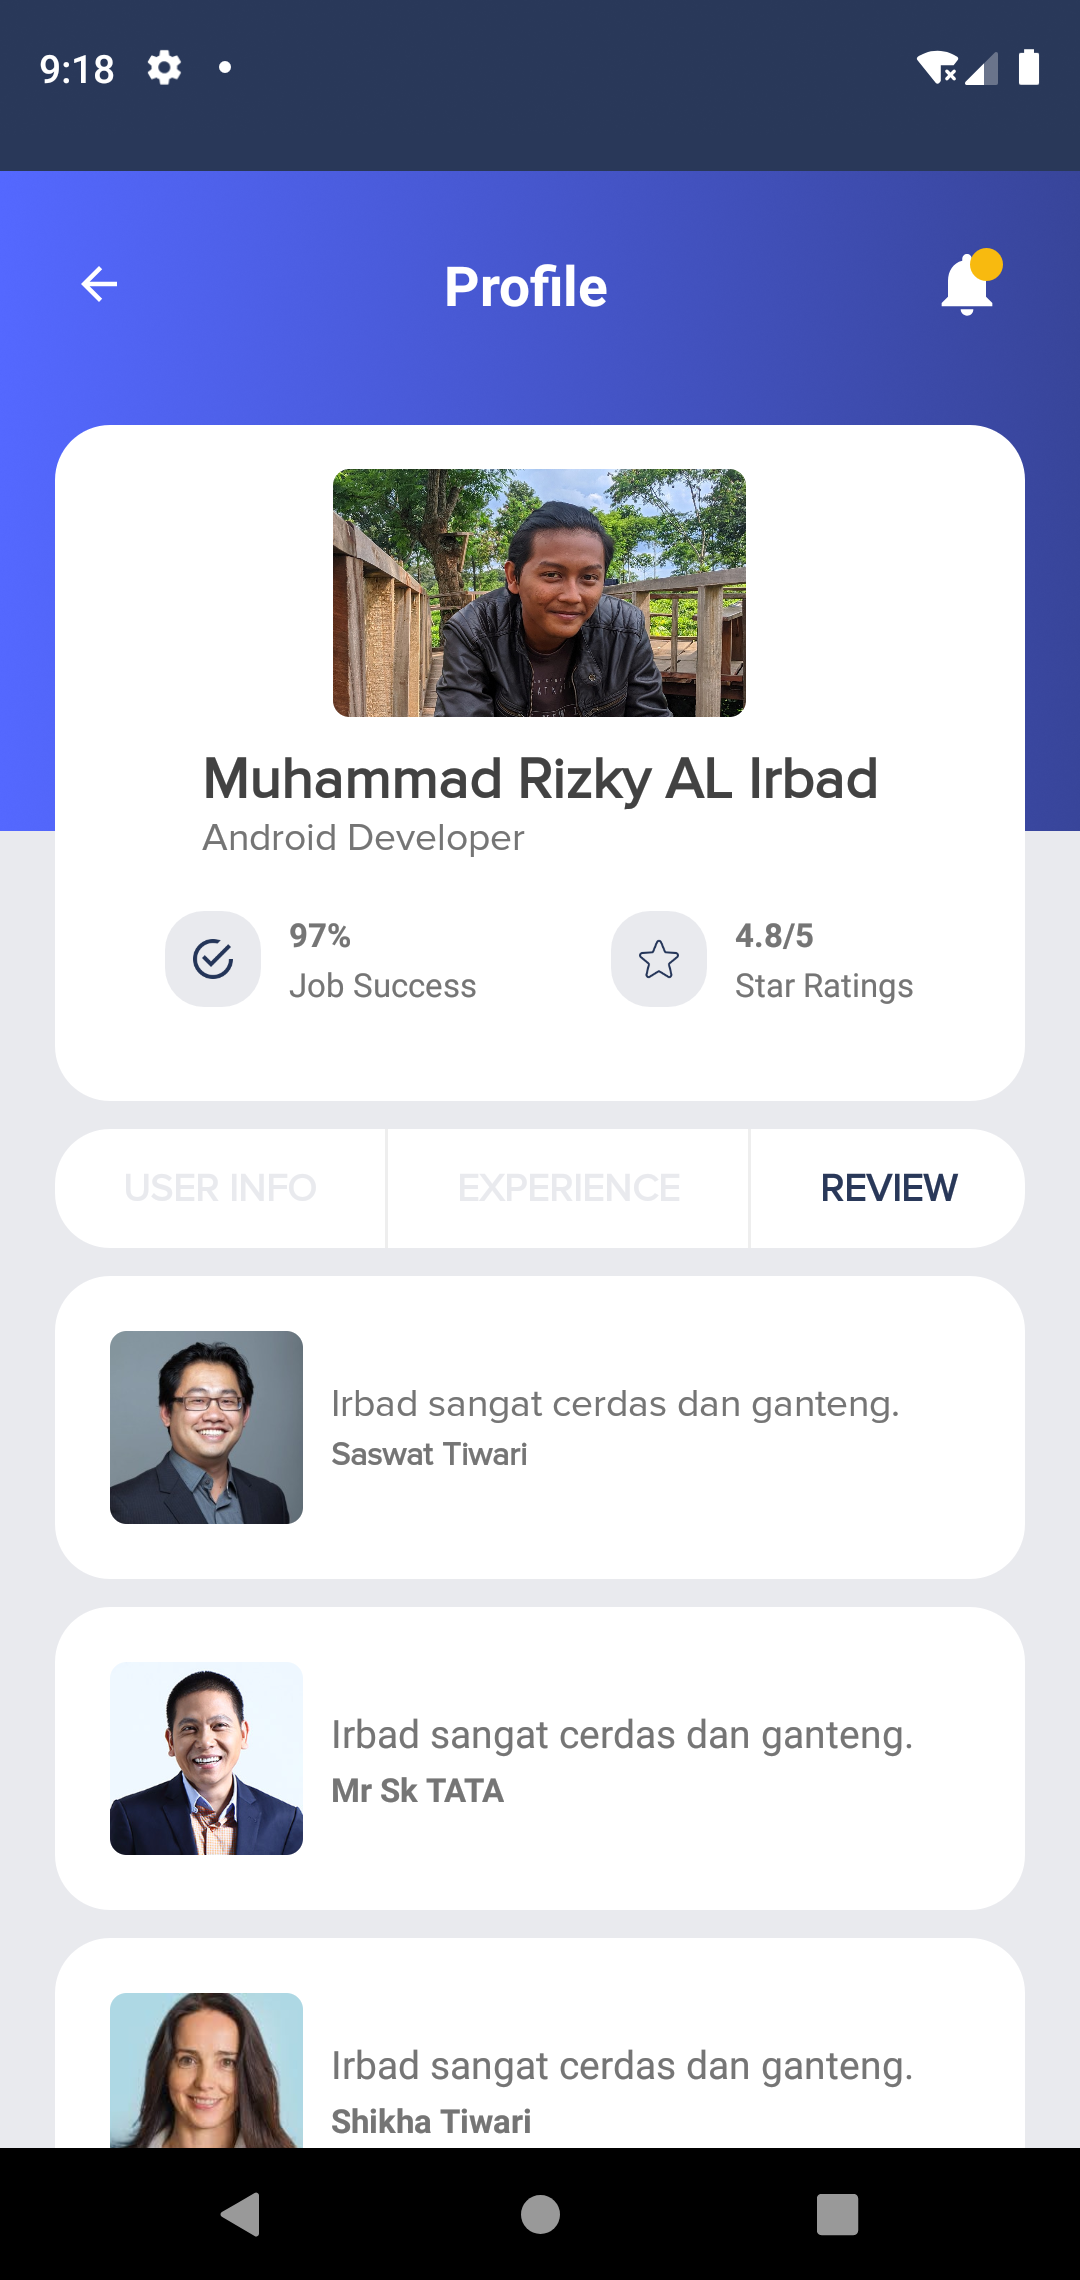 9:18
Profile
Muhammad Rizky AL Irbad
Android Developer
97%
Job Success
4.8/5
Star Ratings
USER INFO
EXPERIENCE
REVIEW
Irbad sangat cerdas dan ganteng.
Saswat Tiwari
Irbad sangat cerdas dan ganteng.
Mr Sk TATA
Irbad sangat cerdas dan ganteng.
Shikha Tiwari